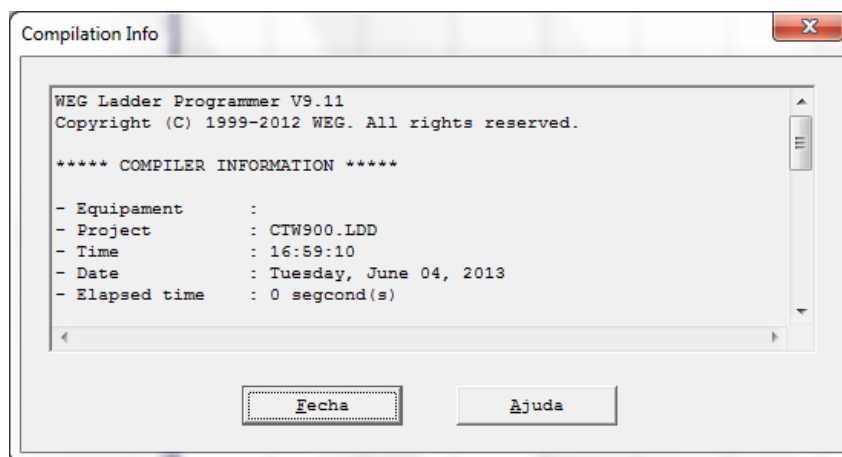 Compilation Info
WEG Ladder Programmer V9.11
Copyright (C) 1999-2012 WEG. All rights reserved.
***** COMPILER INFORMATION *****
- Equipament :
- Project : CTW900.LDD
- Time : 16:59:10
- Date : Tuesday, June 04, 2013
- Elapsed time : 0 segcond(s)
Fecha
Ajuda